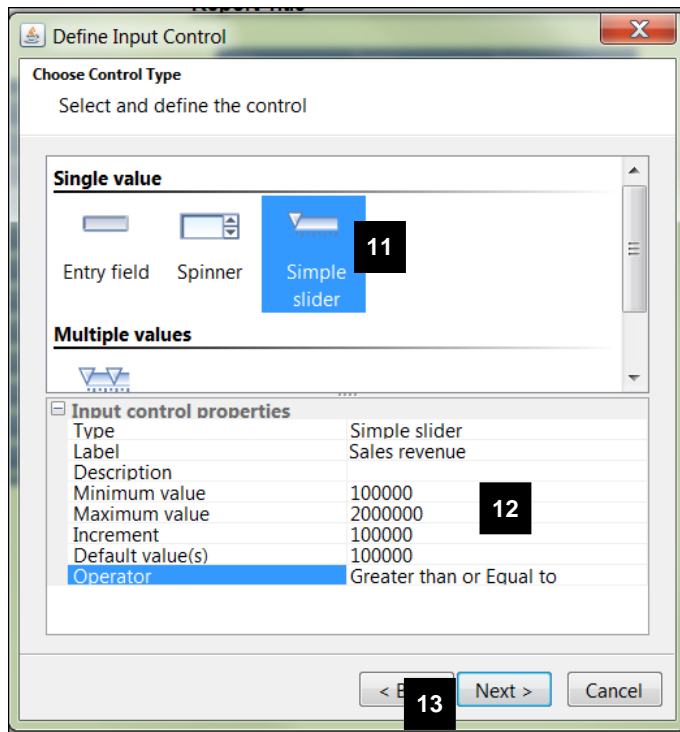 Define Input Control
X
Choose Control Type
Select and define the control
Single value
11
Entry field Spinner Simple slider
Multiple values
Input control properties
Type Simple slider
Label Sales revenue
Description
Minimum value 100000
Maximum value 2000000
12
Increment 100000
Default value(s) 100000
Operator Greater than or Equal to
< 13 Next > Cancel